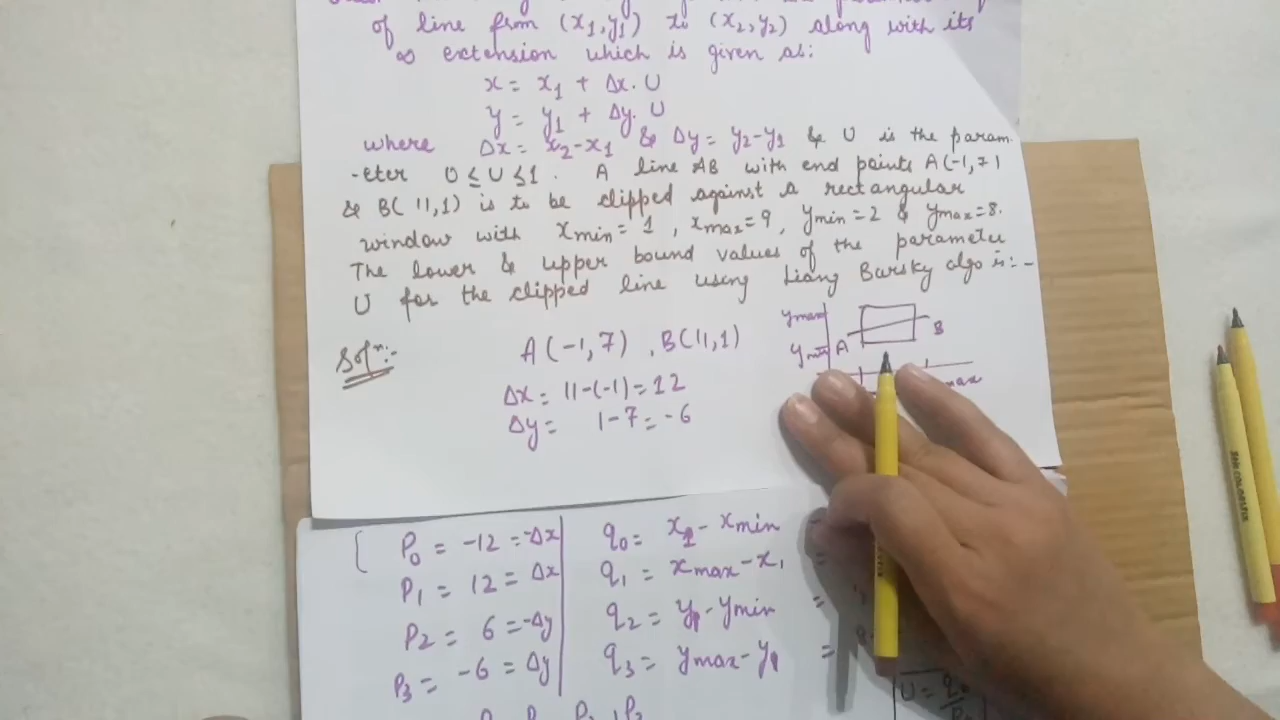 of line from (x₁,y₁) to (x₂,y₂) along with its
∞ extension which is given as:
x = x₁ + Δx. U
y = y₁ + Δy. U
where Δx = x₂-x₁ & Δy = y₂-y₁ & U is the param
-eter 0 ≤ U ≤ 1. A line AB with end points A(-1,7)
& B(11,1) is to be clipped against a rectangular
window with xmin = 1, xmax = 9, ymin = 2 & ymax = 8.
The lower & upper bound values of the parameter
U for the clipped line using Liang Barsky algo is:-
Solⁿ:-
A(-1,7), B(11,1)
Δx = 11-(-1) = 12
Δy = 1-7 = -6
ymax
ymin A B
max
P₀ = -12 = -Δx q₀ = x₁ - xmin
P₁ = 12 = Δx q₁ = xmax - x₁ =
P₂ = 6 = -Δy q₂ = y₁ - ymin =
P₃ = -6 = Δy q₃ = ymax - y₁ =
U =